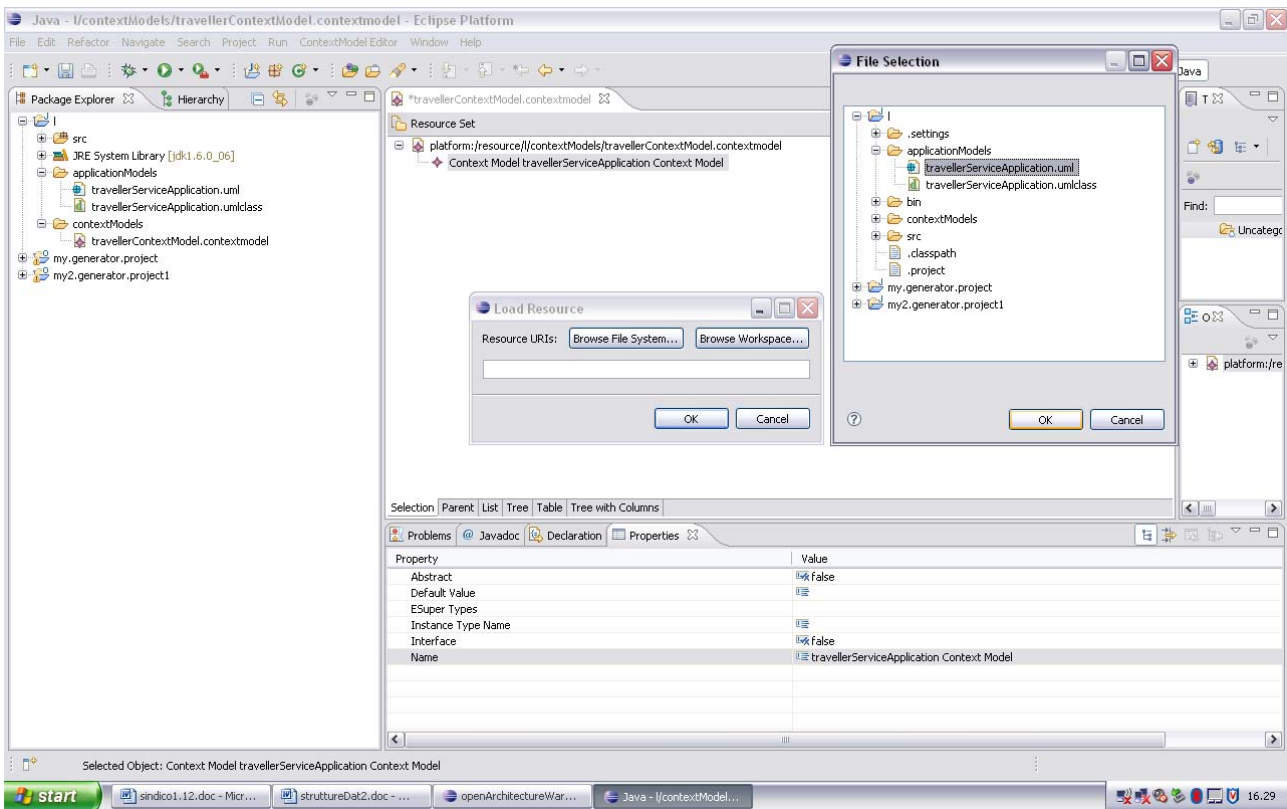 Java - l/contextModels/travellerContextModel.contextmodel - Eclipse Platform
File Edit Refactor Navigate Search Project Run ContextModel Editor Window Help
Java
Package Explorer Hierarchy
l
src
JRE System Library [jdk1.6.0_06]
applicationModels
travellerServiceApplication.uml
travellerServiceApplication.umlclass
contextModels
travellerContextModel.contextmodel
my.generator.project
my2.generator.project1
*travellerContextModel.contextmodel
Resource Set
platform:/resource/l/contextModels/travellerContextModel.contextmodel
Context Model travellerServiceApplication Context Model
Load Resource
Resource URIs: Browse File System... Browse Workspace...
OK Cancel
File Selection
l
.settings
applicationModels
travellerServiceApplication.uml
travellerServiceApplication.umlclass
bin
contextModels
src
.classpath
.project
my.generator.project
my2.generator.project1
OK Cancel
T
Find:
Uncatego
O
platform:/re
Selection Parent List Tree Table Tree with Columns
Problems @ Javadoc Declaration Properties
Property Value
Abstract false
Default Value
ESuper Types
Instance Type Name
Interface false
Name travellerServiceApplication Context Model
Selected Object: Context Model travellerServiceApplication Context Model
start sindico1.12.doc - Micr... struttureDat2.doc - ... openArchitectureWar... Java - l/contextModel... 16.29